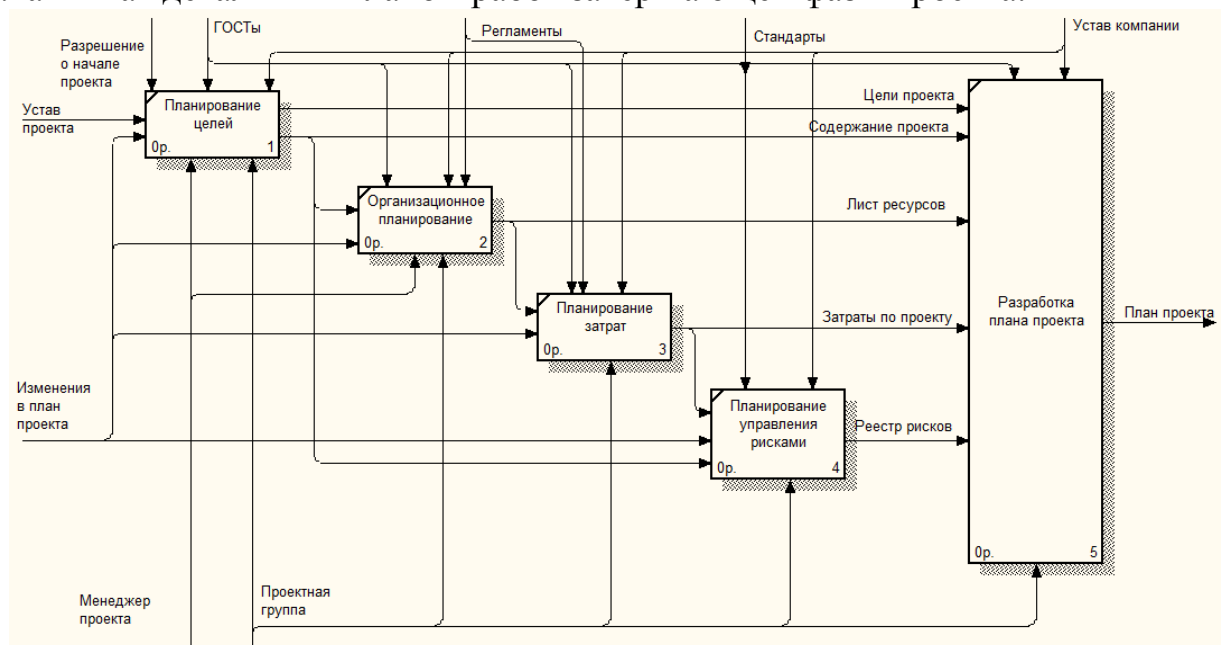 ГОСТы
Регламенты
Стандарты
Устав компании
Разрешение
о начале
проекта
Устав
проекта
Планирование
целей
0р.
1
Цели проекта
Содержание проекта
Организационное
планирование
0р.
2
Лист ресурсов
Планирование
затрат
0р.
3
Затраты по проекту
Разработка
плана проекта
0р.
5
План проекта
Изменения
в план
проекта
Планирование
управления
рисками
0р.
4
Реестр рисков
Менеджер
проекта
Проектная
группа